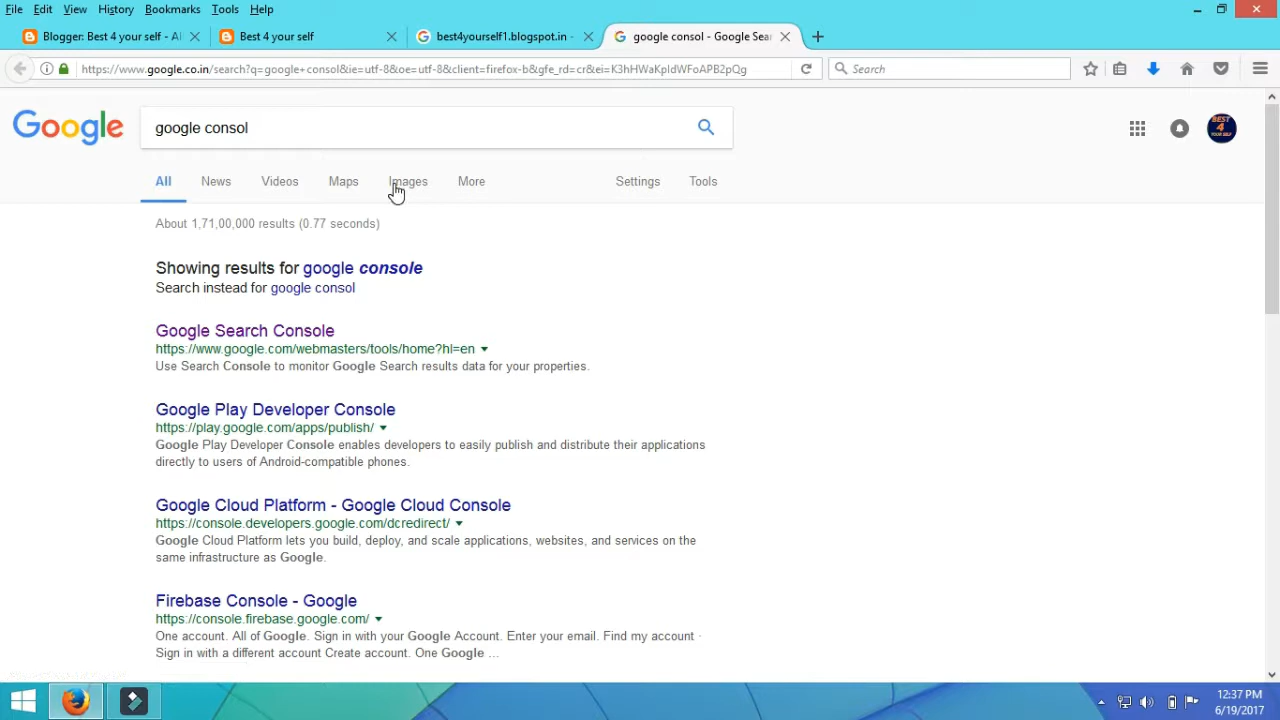 File Edit View History Bookmarks Tools Help
Blogger: Best 4 your self - Al
Best 4 your self
best4yourself1.blogspot.in -
google consol - Google Sear
https://www.google.co.in/search?q=google+consol&ie=utf-8&oe=utf-8&client=firefox-b&gfe_rd=cr&ei=K3hHWaKpIdWFoAPB2pQg
Search
Google
google consol
BEST
4
YOUR SELF
All News Videos Maps Images More Settings Tools
About 1,71,00,000 results (0.77 seconds)
Showing results for google console
Search instead for google consol
Google Search Console
https://www.google.com/webmasters/tools/home?hl=en
Use Search Console to monitor Google Search results data for your properties.
Google Play Developer Console
https://play.google.com/apps/publish/
Google Play Developer Console enables developers to easily publish and distribute their applications
directly to users of Android-compatible phones.
Google Cloud Platform - Google Cloud Console
https://console.developers.google.com/dcredirect/
Google Cloud Platform lets you build, deploy, and scale applications, websites, and services on the
same infrastructure as Google.
Firebase Console - Google
https://console.firebase.google.com/
One account. All of Google. Sign in with your Google Account. Enter your email. Find my account ·
Sign in with a different account Create account. One Google ...
12:37 PM
6/19/2017